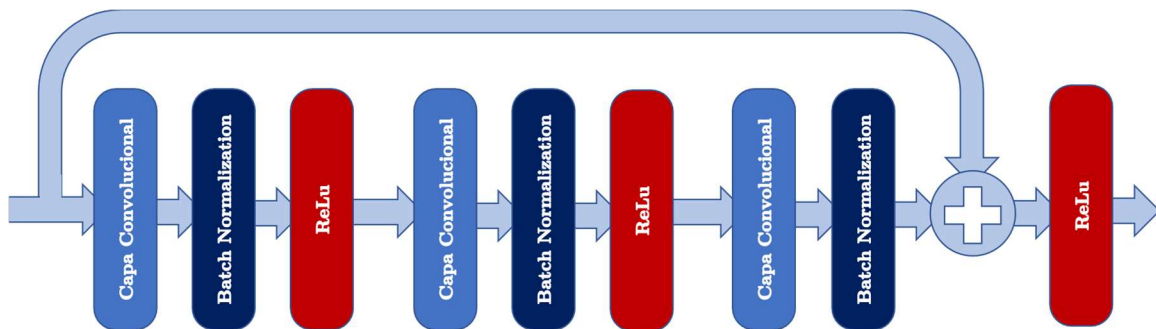 Capa Convolucional
Batch Normalization
ReLu
Capa Convolucional
Batch Normalization
ReLu
Capa Convolucional
Batch Normalization
ReLu